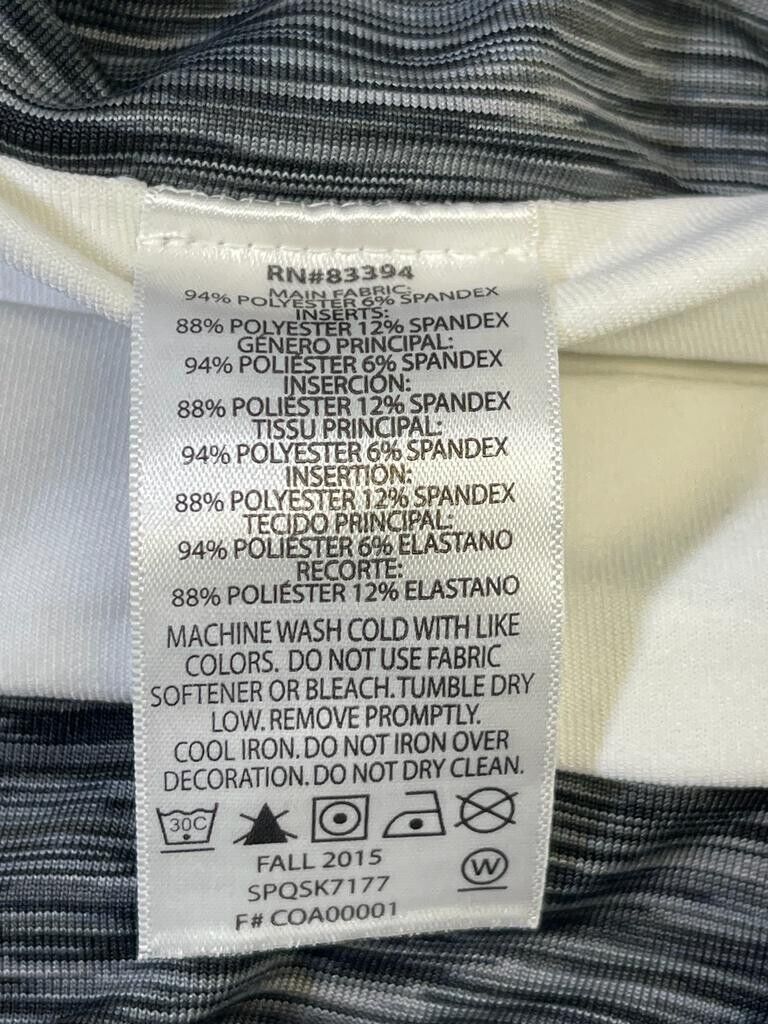 RN#83394
MAIN FABRIC:
94% POLYESTER 6% SPANDEX
INSERTS:
88% POLYESTER 12% SPANDEX
GÉNERO PRINCIPAL:
94% POLIÉSTER 6% SPANDEX
INSERCIÓN:
88% POLIÉSTER 12% SPANDEX
TISSU PRINCIPAL:
94% POLYESTER 6% SPANDEX
INSERTION:
88% POLYESTER 12% SPANDEX
TECIDO PRINCIPAL:
94% POLIÉSTER 6% ELASTANO
RECORTE:
88% POLIÉSTER 12% ELASTANO
MACHINE WASH COLD WITH LIKE
COLORS. DO NOT USE FABRIC
SOFTENER OR BLEACH. TUMBLE DRY
LOW. REMOVE PROMPTLY.
COOL IRON. DO NOT IRON OVER
DECORATION. DO NOT DRY CLEAN.
30C
FALL 2015
W
SPQSK7177
F# COA00001